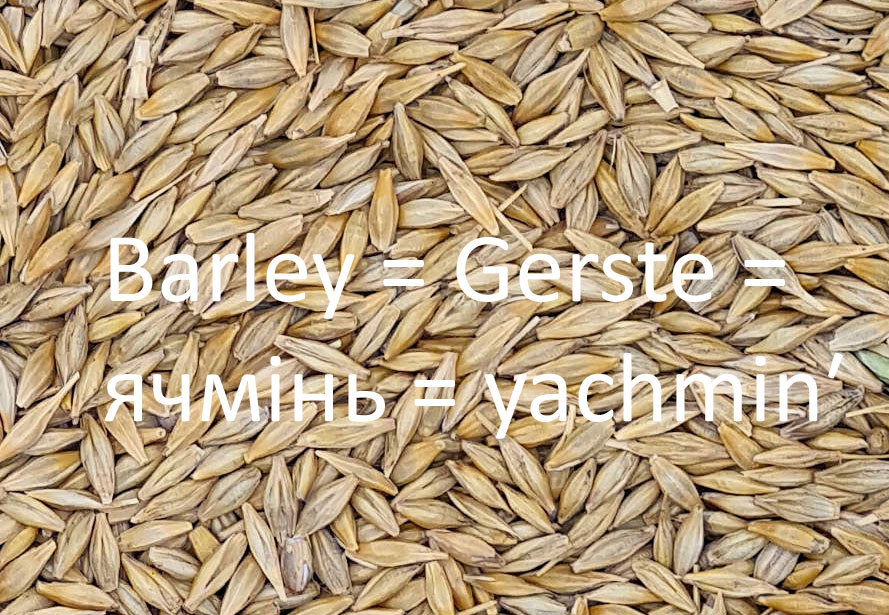 Barley = Gerste =
ячмінь = yachmin’